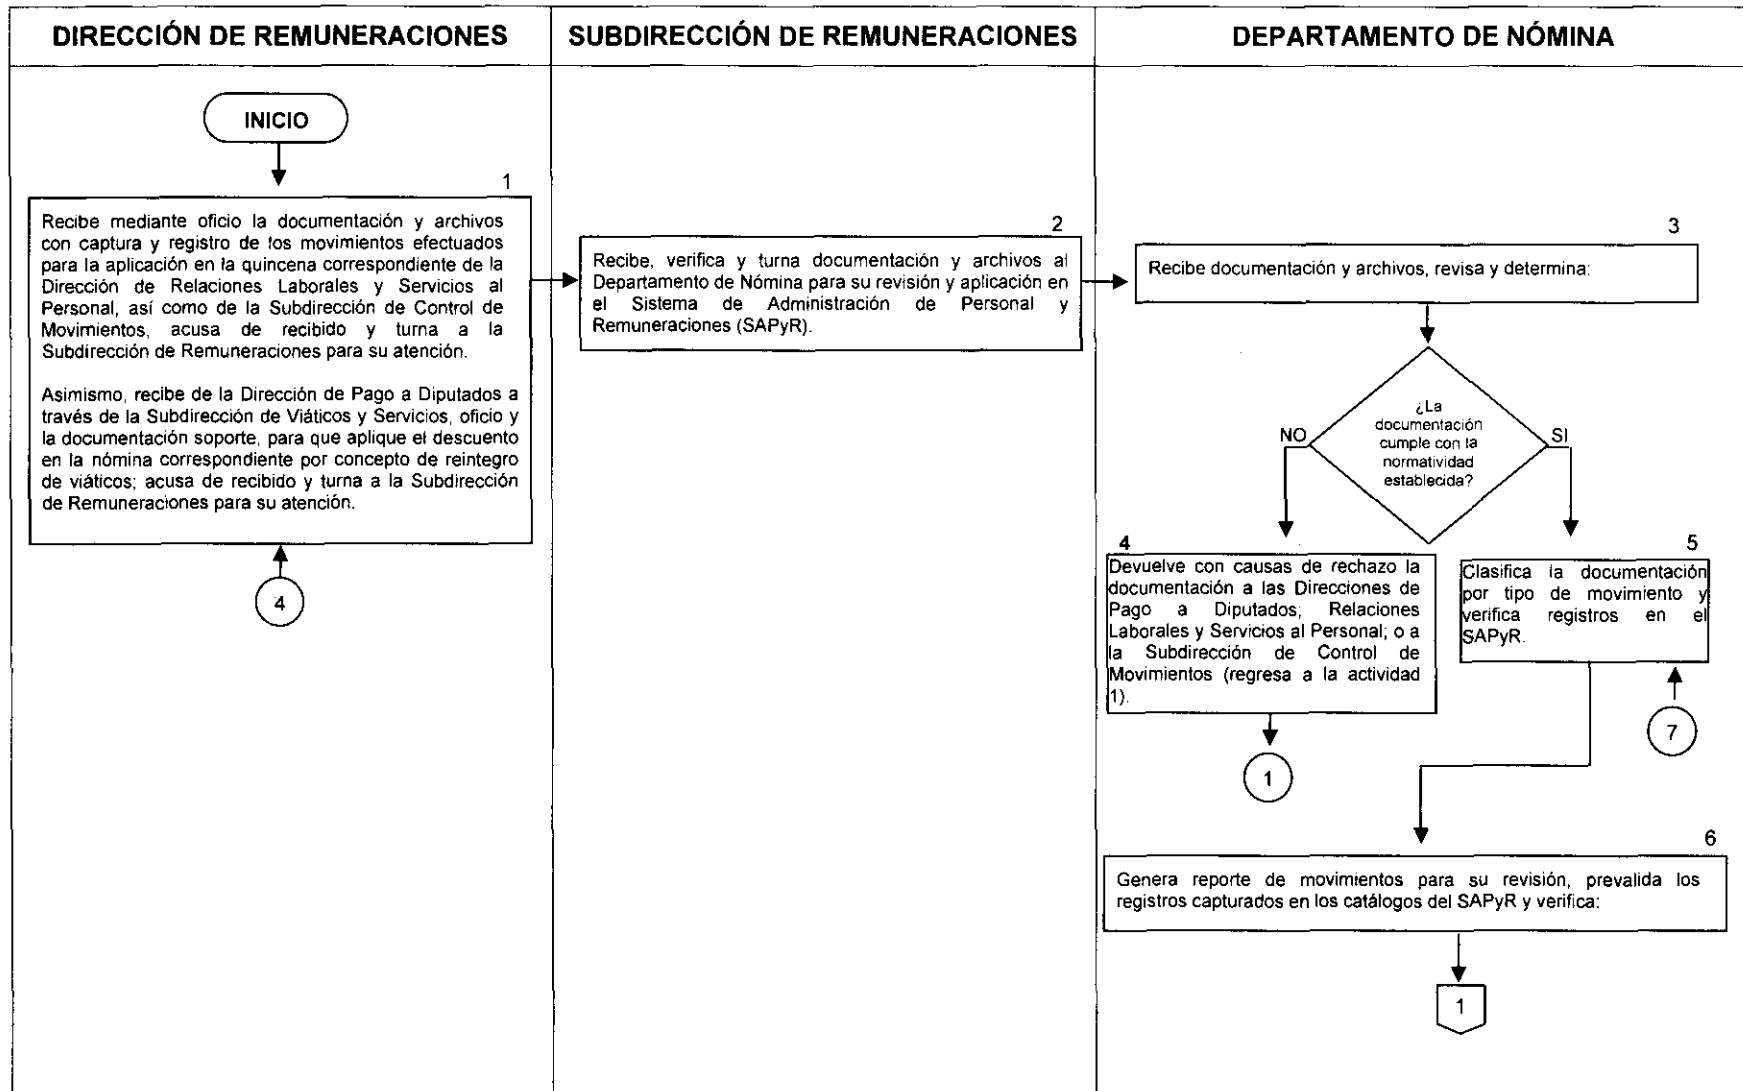 DIRECCIÓN DE REMUNERACIONES
SUBDIRECCIÓN DE REMUNERACIONES
DEPARTAMENTO DE NÓMINA
INICIO
1
Recibe mediante oficio la documentación y archivos
con captura y registro de los movimientos efectuados
para la aplicación en la quincena correspondiente de la
Dirección de Relaciones Laborales y Servicios al
Personal, así como de la Subdirección de Control de
Movimientos, acusa de recibido y turna a la
Subdirección de Remuneraciones para su atención.
Asimismo, recibe de la Dirección de Pago a Diputados a
través de la Subdirección de Viáticos y Servicios, oficio y
la documentación soporte, para que aplique el descuento
en la nómina correspondiente por concepto de reintegro
de viáticos; acusa de recibido y turna a la Subdirección
de Remuneraciones para su atención.
4
2
Recibe, verifica y turna documentación y archivos al
Departamento de Nómina para su revisión y aplicación en
el Sistema de Administración de Personal y
Remuneraciones (SAPyR).
3
Recibe documentación y archivos, revisa y determina:
¿La
documentación
cumple con la
normatividad
establecida?
NO
SI
4
Devuelve con causas de rechazo la
documentación a las Direcciones de
Pago a Diputados; Relaciones
Laborales y Servicios al Personal; o a
la Subdirección de Control de
Movimientos (regresa a la actividad
1).
1
5
Clasifica la documentación
por tipo de movimiento y
verifica registros en el
SAPyR.
7
6
Genera reporte de movimientos para su revisión, prevalida los
registros capturados en los catálogos del SAPyR y verifica:
1